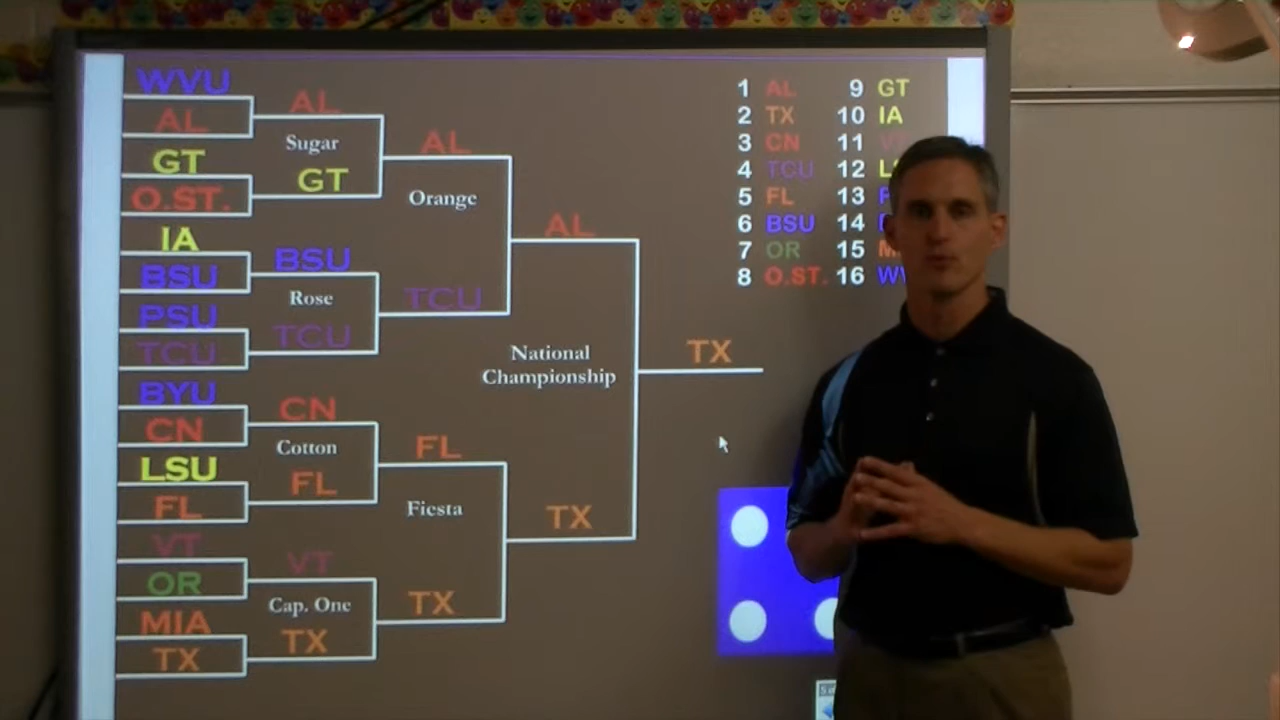 WVU
AL
GT
O.ST.
IA
BSU
PSU
TCU
BYU
CN
LSU
FL
VT
OR
MIA
TX
AL
Sugar
GT
BSU
Rose
TCU
CN
Cotton
FL
VT
Cap. One
TX
AL
Orange
TCU
FL
Fiesta
TX
AL
National
Championship
TX
TX
1 AL 9 GT
2 TX 10 IA
3 CN 11
4 TCU 12
5 FL 13
6 BSU 14
7 OR 15
8 O.ST. 16